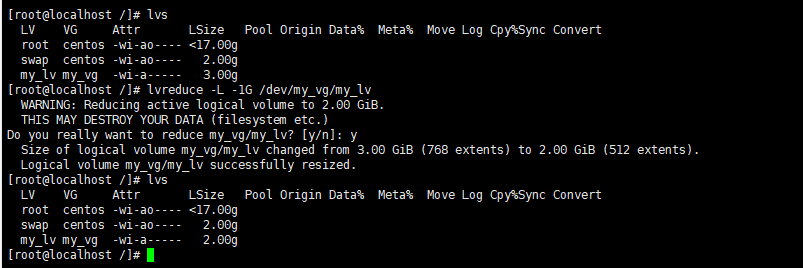 [root@localhost /]# lvs
  LV    VG     Attr       LSize   Pool Origin Data%  Meta%  Move Log Cpy%Sync Convert
  root  centos -wi-ao---- <17.00g
  swap  centos -wi-ao----   2.00g
  my_lv my_vg  -wi-a-----   3.00g
[root@localhost /]# lvreduce -L -1G /dev/my_vg/my_lv
  WARNING: Reducing active logical volume to 2.00 GiB.
  THIS MAY DESTROY YOUR DATA (filesystem etc.)
Do you really want to reduce my_vg/my_lv? [y/n]: y
  Size of logical volume my_vg/my_lv changed from 3.00 GiB (768 extents) to 2.00 GiB (512 extents).
  Logical volume my_vg/my_lv successfully resized.
[root@localhost /]# lvs
  LV    VG     Attr       LSize   Pool Origin Data%  Meta%  Move Log Cpy%Sync Convert
  root  centos -wi-ao---- <17.00g
  swap  centos -wi-ao----   2.00g
  my_lv my_vg  -wi-a-----   2.00g
[root@localhost /]#